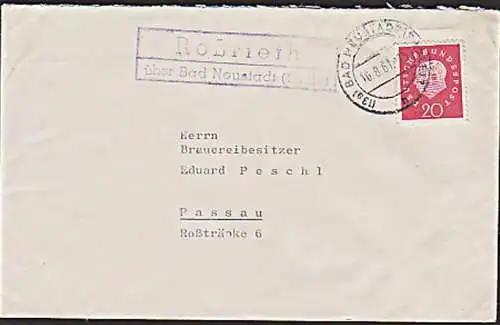 Roßrieth
über Bad Neustadt
(13a) BAD NEUSTADT
16.8.61
DEUTSCHE BUNDESPOST
20
Herrn
Brauereibesitzer
Eduard Peschl
Passau
Roßtränke 6